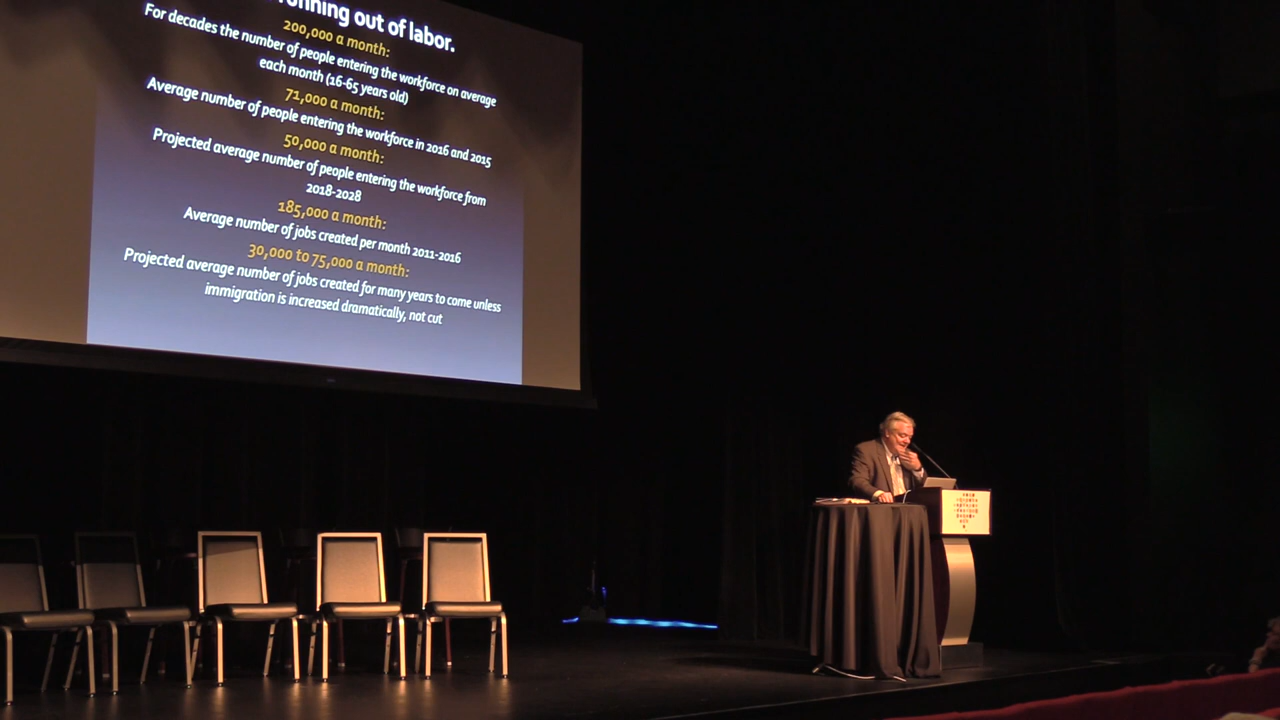 running out of labor.
200,000 a month:
For decades the number of people entering the workforce on average
each month (16-65 years old)
71,000 a month:
Average number of people entering the workforce in 2016 and 2015
50,000 a month:
Projected average number of people entering the workforce from
2018-2028
185,000 a month:
Average number of jobs created per month 2011-2016
30,000 to 75,000 a month:
Projected average number of jobs created for many years to come unless
immigration is increased dramatically, not cut